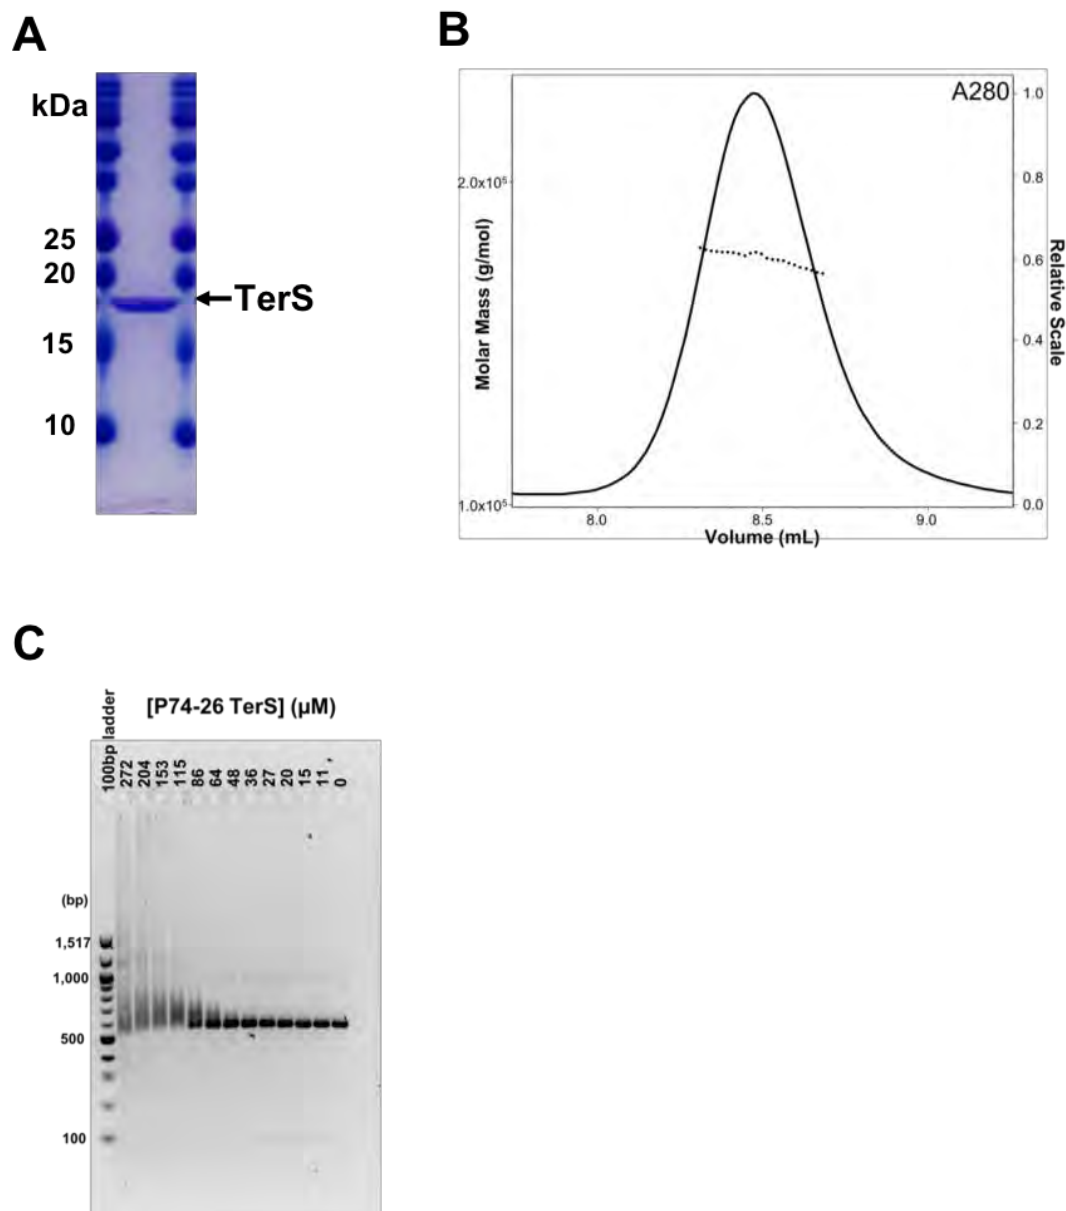 A
kDa
25
20
TerS
15
10
B
A280
2.0x10⁵
1.0x10⁵
Molar Mass (g/mol)
1.0
0.8
0.6
0.4
0.2
0.0
Relative Scale
8.0 8.5 9.0
Volume (mL)
C
[P74-26 TerS] (µM)
100bp ladder
272 204 153 115 86 64 48 36 27 20 15 11 0
(bp)
1,517
1,000
500
100